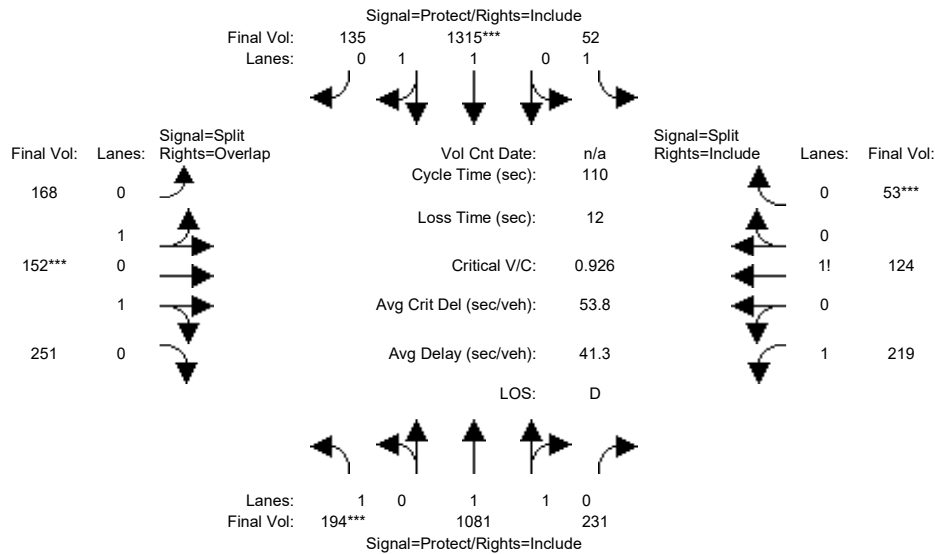 Signal=Protect/Rights=Include
Final Vol: 135 1315*** 52
Lanes: 0 1 1 0 1
Signal=Split Signal=Split
Final Vol: Lanes: Rights=Overlap Vol Cnt Date: n/a Rights=Include Lanes: Final Vol:
Cycle Time (sec): 110
168 0 0 53***
Loss Time (sec): 12
1 0
152*** 0 Critical V/C: 0.926 1! 124
1 Avg Crit Del (sec/veh): 53.8 0
251 0 Avg Delay (sec/veh): 41.3 1 219
LOS: D
Lanes: 1 0 1 1 0
Final Vol: 194*** 1081 231
Signal=Protect/Rights=Include